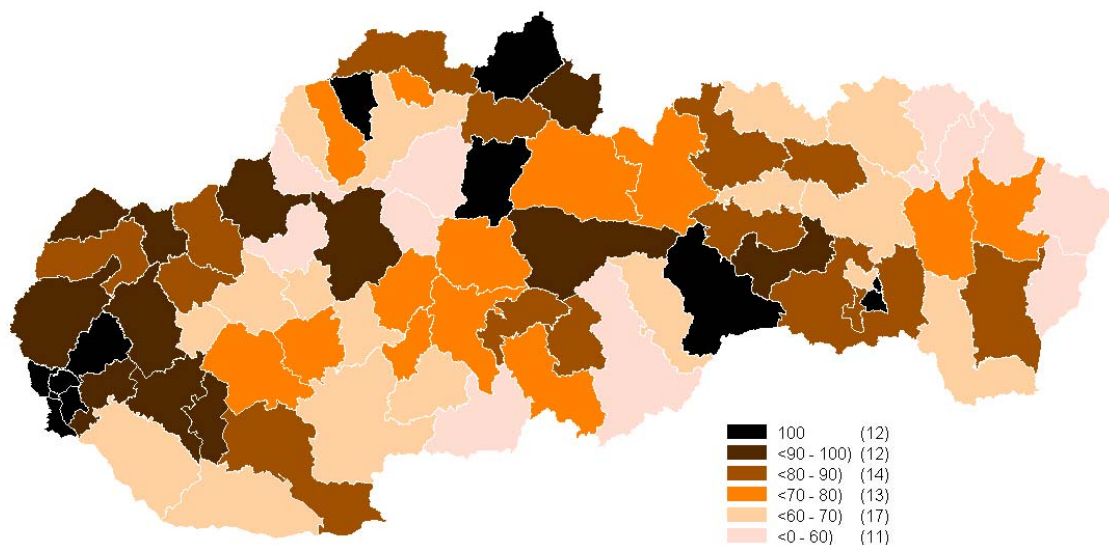 100 (12)
<90 - 100) (12)
<80 - 90) (14)
<70 - 80) (13)
<60 - 70) (17)
<0 - 60) (11)